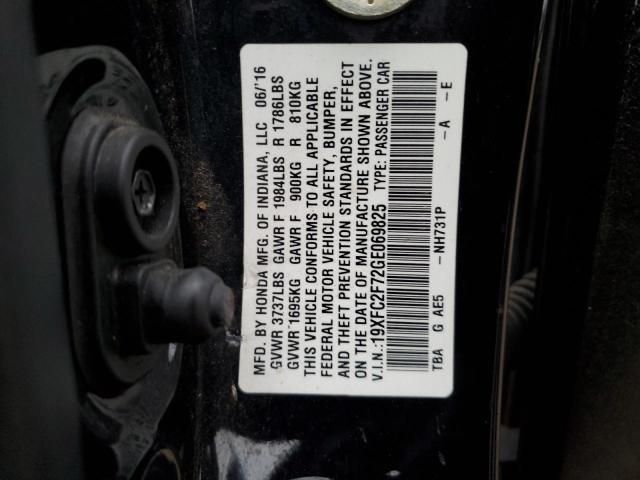 MFD. BY HONDA MFG. OF INDIANA, LLC 06/'16
GVWR 3737LBS GAWR F 1984LBS R 1786LBS
GVWR 1695KG GAWR F 900KG R 810KG
THIS VEHICLE CONFORMS TO ALL APPLICABLE
FEDERAL MOTOR VEHICLE SAFETY, BUMPER,
AND THEFT PREVENTION STANDARDS IN EFFECT
ON THE DATE OF MANUFACTURE SHOWN ABOVE.
V.I.N.:19XFC2F72GE069825 TYPE: PASSENGER CAR
TBA G AE5 -NH731P -A -E